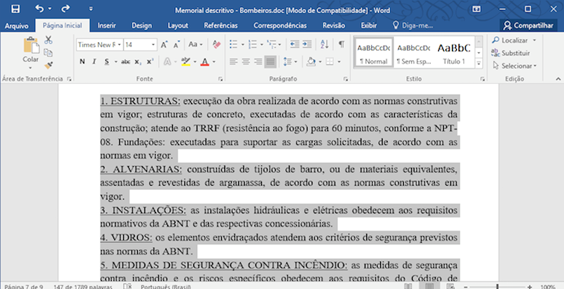 Memorial descritivo - Bombeiros.doc [Modo de Compatibilidade] - Word
Arquivo Página inicial Inserir Design Layout Referências Correspondências Revisão Exibir Diga-me... Compartilhar
Colar
Times New F 14
N I S abc
Área de Transferência Fonte Parágrafo Estilo Edição
AaBbCcDc AaBbCcDc AaBbC
¶ Normal ¶ Sem Esp... Título 1
Localizar
Substituir
Selecionar
1. ESTRUTURAS: execução da obra realizada de acordo com as normas construtivas
em vigor; estruturas de concreto, executadas de acordo com as características da
construção; atende ao TRRF (resistência ao fogo) para 60 minutos, conforme a NPT-
08. Fundações: executadas para suportar as cargas solicitadas, de acordo com as
normas em vigor.
2. ALVENARIAS: construídas de tijolos de barro, ou de materiais equivalentes,
assentadas e revestidas de argamassa, de acordo com as normas construtivas em
vigor.
3. INSTALAÇÕES: as instalações hidráulicas e elétricas obedecem aos requisitos
normativos da ABNT e das respectivas concessionárias.
4. VIDROS: os elementos envidraçados atendem aos critérios de segurança previstos
nas normas da ABNT.
5. MEDIDAS DE SEGURANÇA CONTRA INCÊNDIO: as medidas de segurança
contra incêndio e os riscos específicos obedecem aos requisitos do Código de
Página 7 de 9 147 de 1789 palavras Português (Brasil) 100%